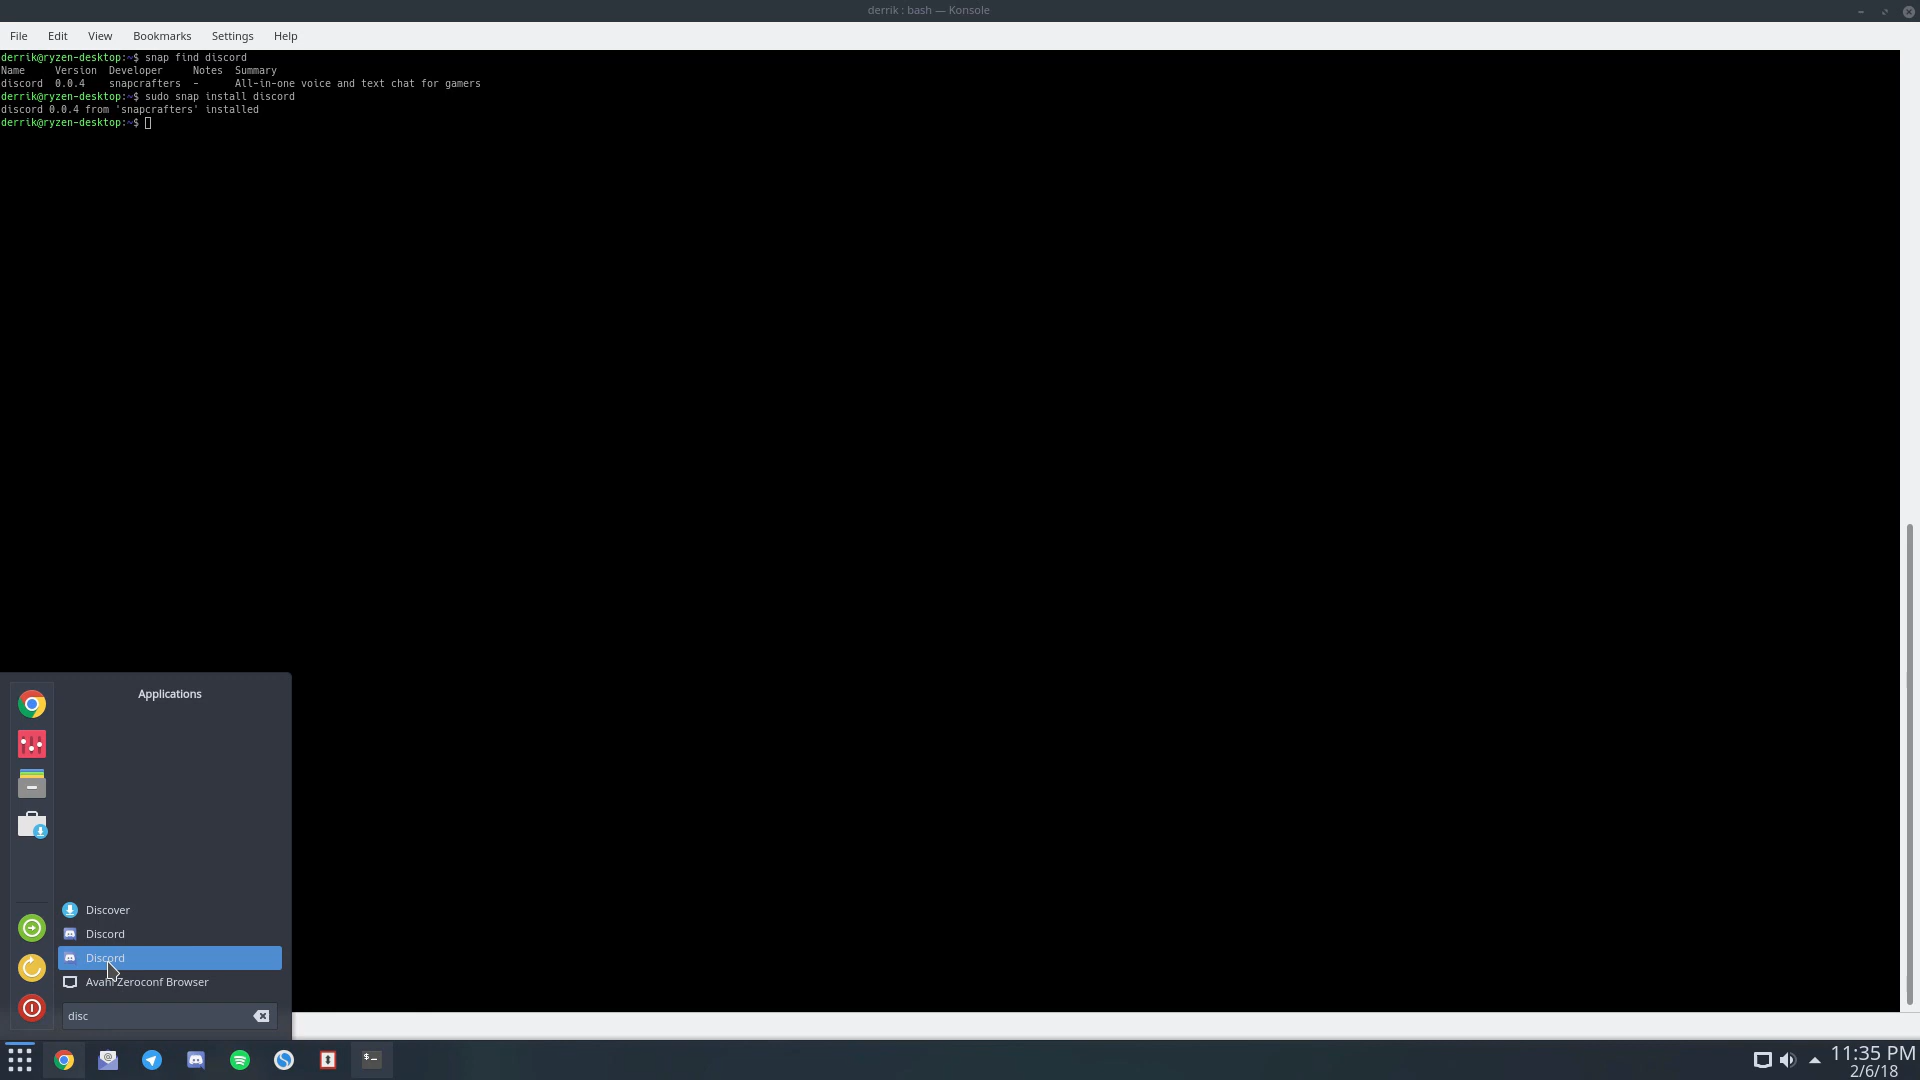 derrik : bash — Konsole
File Edit View Bookmarks Settings Help
derrik@ryzen-desktop:~$ snap find discord
Name Version Developer Notes Summary
discord 0.0.4 snapcrafters - All-in-one voice and text chat for gamers
derrik@ryzen-desktop:~$ sudo snap install discord
discord 0.0.4 from 'snapcrafters' installed
derrik@ryzen-desktop:~$
Applications
Discover
Discord
Discord
Avahi Zeroconf Browser
disc
11:35 PM
2/6/18